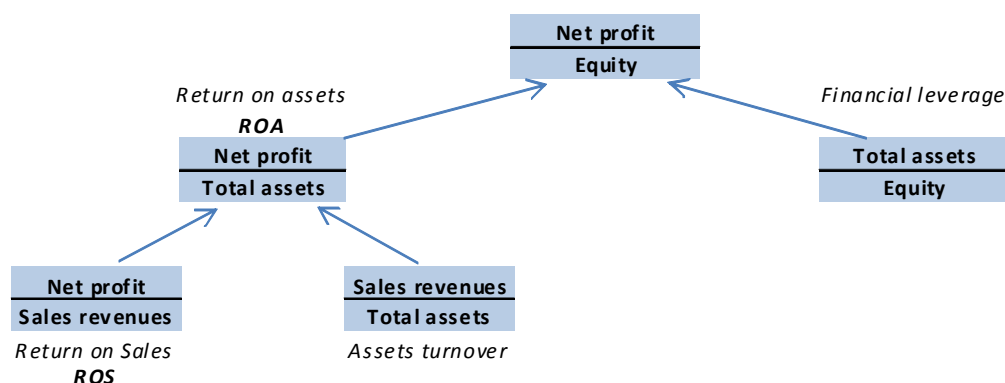 Net profit
Equity
Return on assets
ROA
Financial leverage
Net profit
Total assets
Total assets
Equity
Net profit
Sales revenues
Sales revenues
Total assets
Return on Sales
ROS
Assets turnover